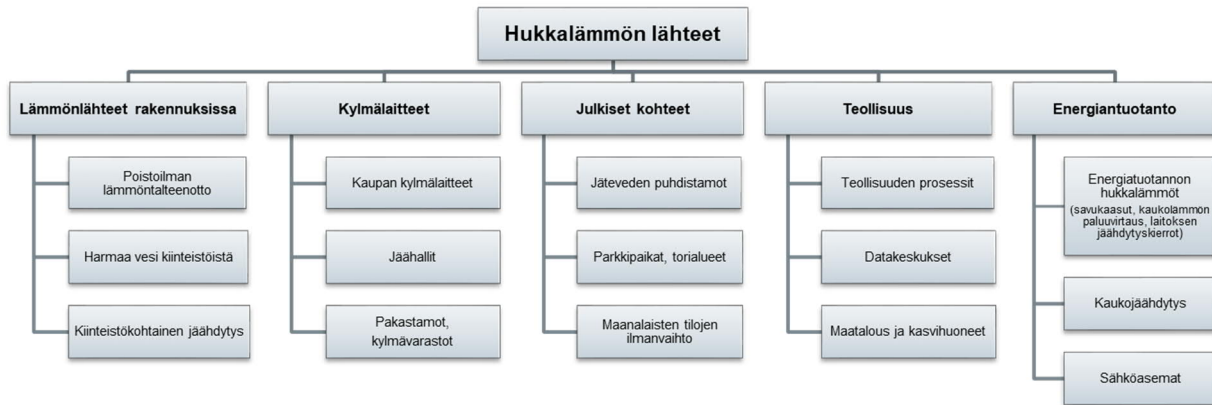 Hukkalämmön lähteet
Lämmönlähteet rakennuksissa
Poistoilman
lämmöntalteenotto
Harmaa vesi kiinteistöistä
Kiinteistökohtainen jäähdytys
Kylmälaitteet
Kaupan kylmälaitteet
Jäähallit
Pakastamot,
kylmävarastot
Julkiset kohteet
Jäteveden puhdistamot
Parkkipaikat, torialueet
Maanalaisten tilojen
ilmanvaihto
Teollisuus
Teollisuuden prosessit
Datakeskukset
Maatalous ja kasvihuoneet
Energiantuotanto
Energiatuotannon
hukkalämmöt
(savukaasut, kaukolämmön
paluuvirtaus, laitoksen
jäähdytyskierrot)
Kaukojäähdytys
Sähköasemat